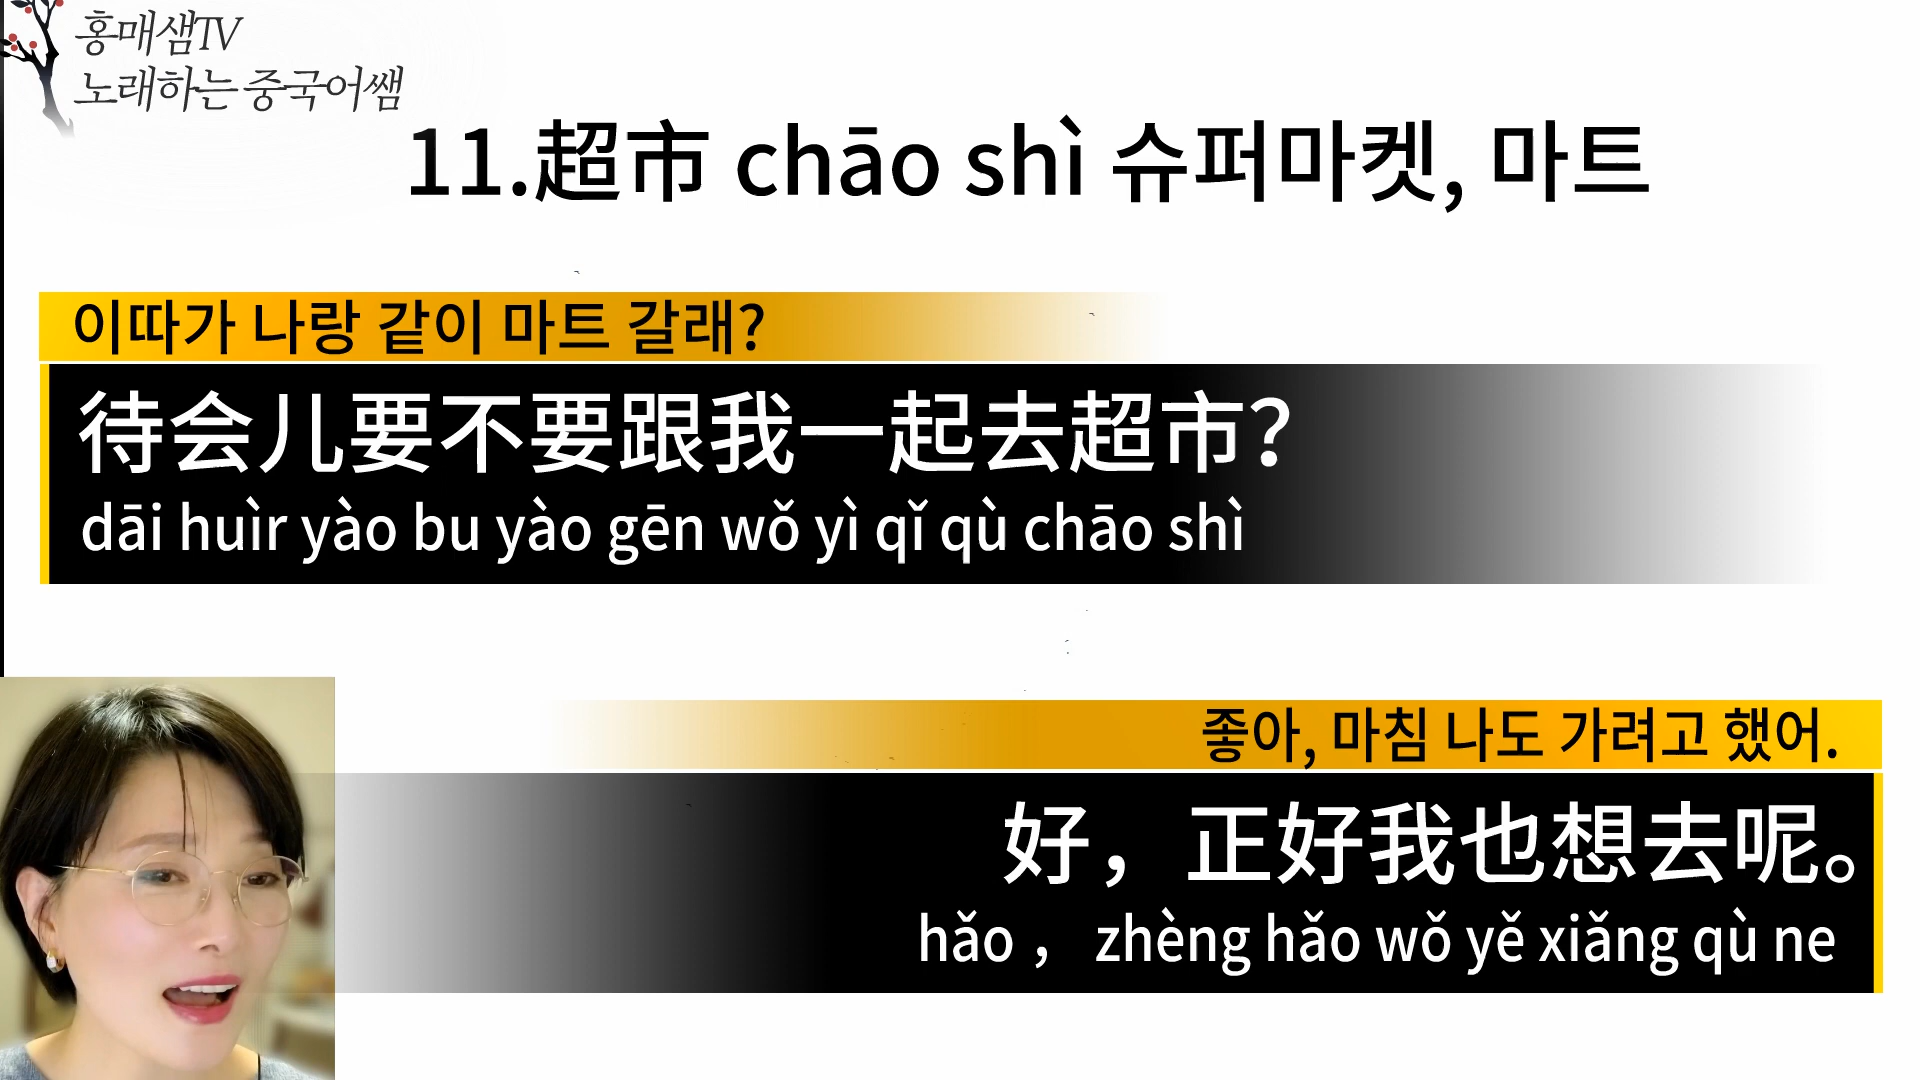 홍매샘TV
노래하는 중국어쌤
11.超市 chāo shì 슈퍼마켓, 마트
이따가 나랑 같이 마트 갈래?
待会儿要不要跟我一起去超市?
dāi huìr yào bu yào gēn wǒ yì qǐ qù chāo shì
좋아, 마침 나도 가려고 했어.
好，正好我也想去呢。
hǎo ， zhèng hǎo wǒ yě xiǎng qù ne